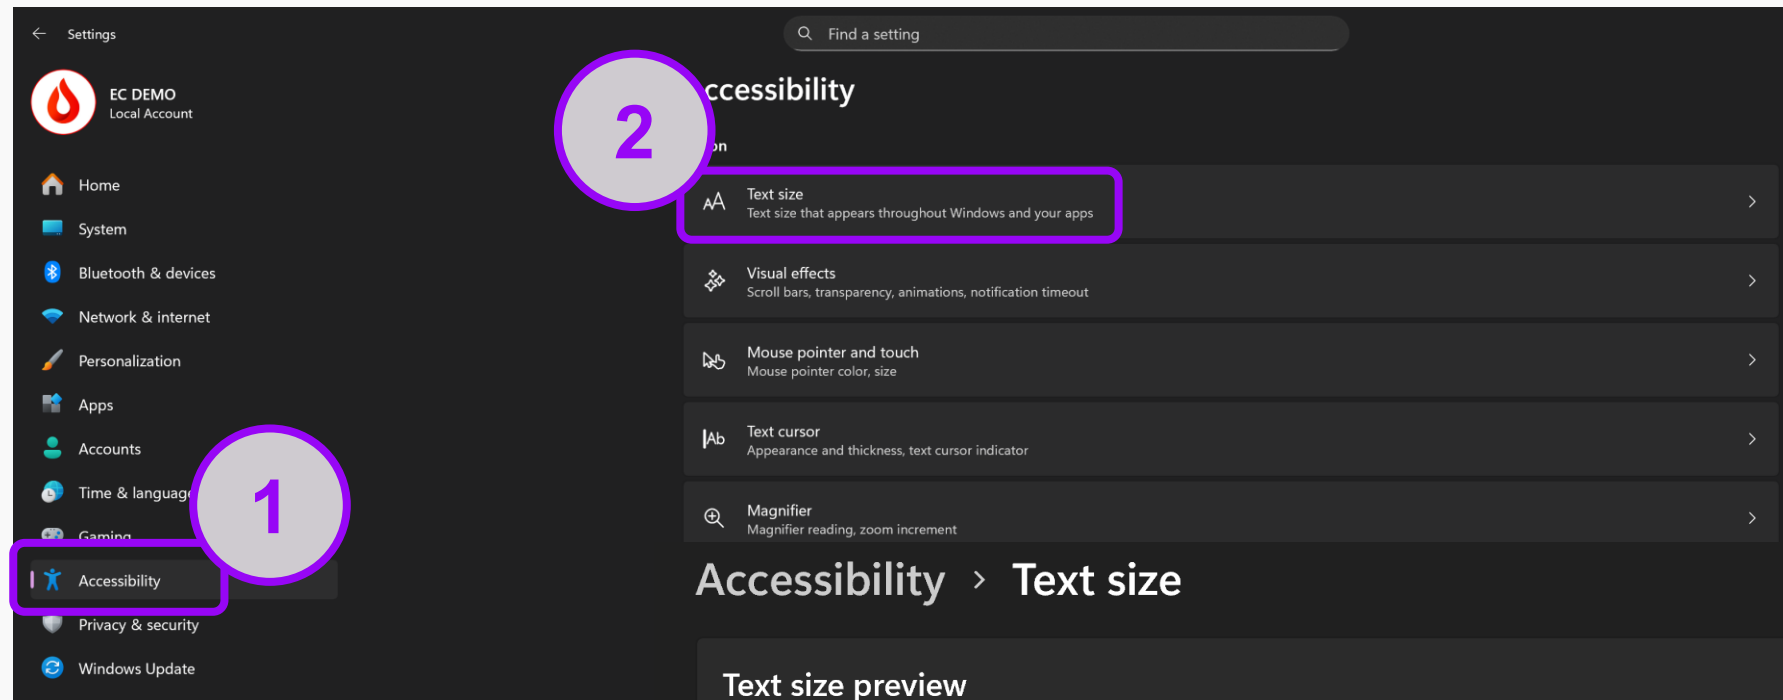 Settings
Find a setting
EC DEMO
Local Account
Home
System
Bluetooth & devices
Network & internet
Personalization
Apps
Accounts
Time & language
Gaming
Accessibility
Privacy & security
Windows Update
1
2
ccessibility
on
Text size
Text size that appears throughout Windows and your apps
Visual effects
Scroll bars, transparency, animations, notification timeout
Mouse pointer and touch
Mouse pointer color, size
Ab
Text cursor
Appearance and thickness, text cursor indicator
Magnifier
Magnifier reading, zoom increment
Accessibility > Text size
Text size preview